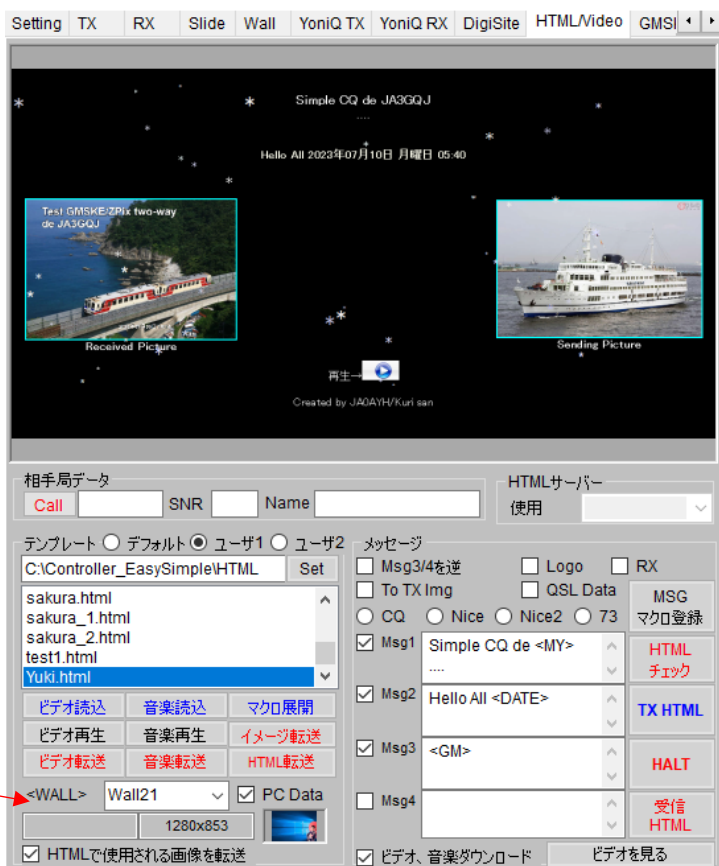 Setting TX RX Slide Wall YoniQ TX YoniQ RX DigiSite HTML/Video GMSI
Simple CQ de JA3GQJ
....
Hello All 2023年07月10日 月曜日 05:40
Test GMSKE/ZPix two-way
de JA3GQJ
Received Picture
Sending Picture
再生→
Created by JA0AYH/Kuri san
相手局データ
Call SNR Name
HTMLサーバー
使用
テンプレート デフォルト ユーザ1 ユーザ2
C:\Controller_EasySimple\HTML Set
sakura.html
sakura_1.html
sakura_2.html
test1.html
Yuki.html
ビデオ読込 音楽読込 マクロ展開
ビデオ再生 音楽再生 イメージ転送
ビデオ転送 音楽転送 HTML転送
<WALL> Wall21 PC Data
1280x853
HTMLで使用される画像を転送
メッセージ
Msg3/4を逆 Logo RX
To TX Img QSL Data
CQ Nice Nice2 73
MSG
マクロ登録
Msg1 Simple CQ de <MY>
....
HTML
チェック
Msg2 Hello All <DATE>
TX HTML
Msg3 <GM>
HALT
Msg4
受信
HTML
ビデオ、音楽ダウンロード ビデオを見る